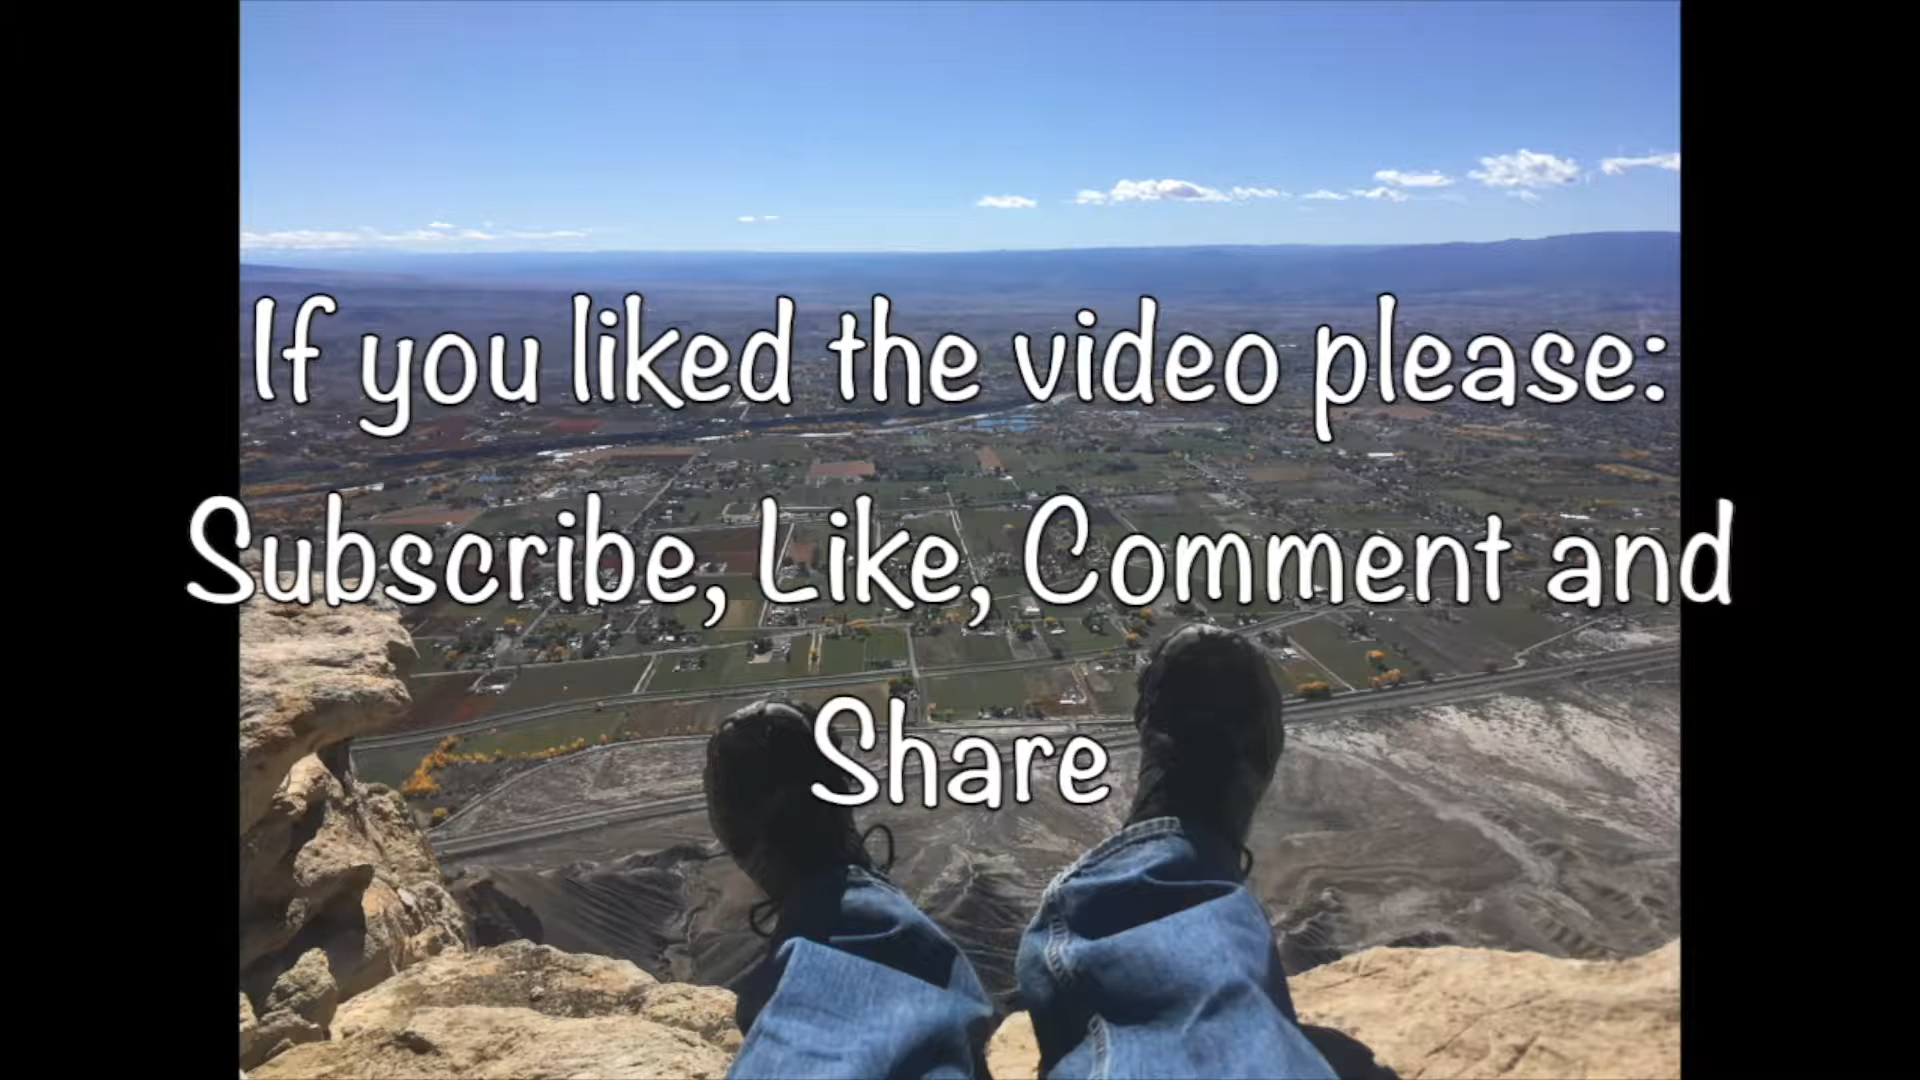 If you liked the video please:
Subscribe, Like, Comment and
Share